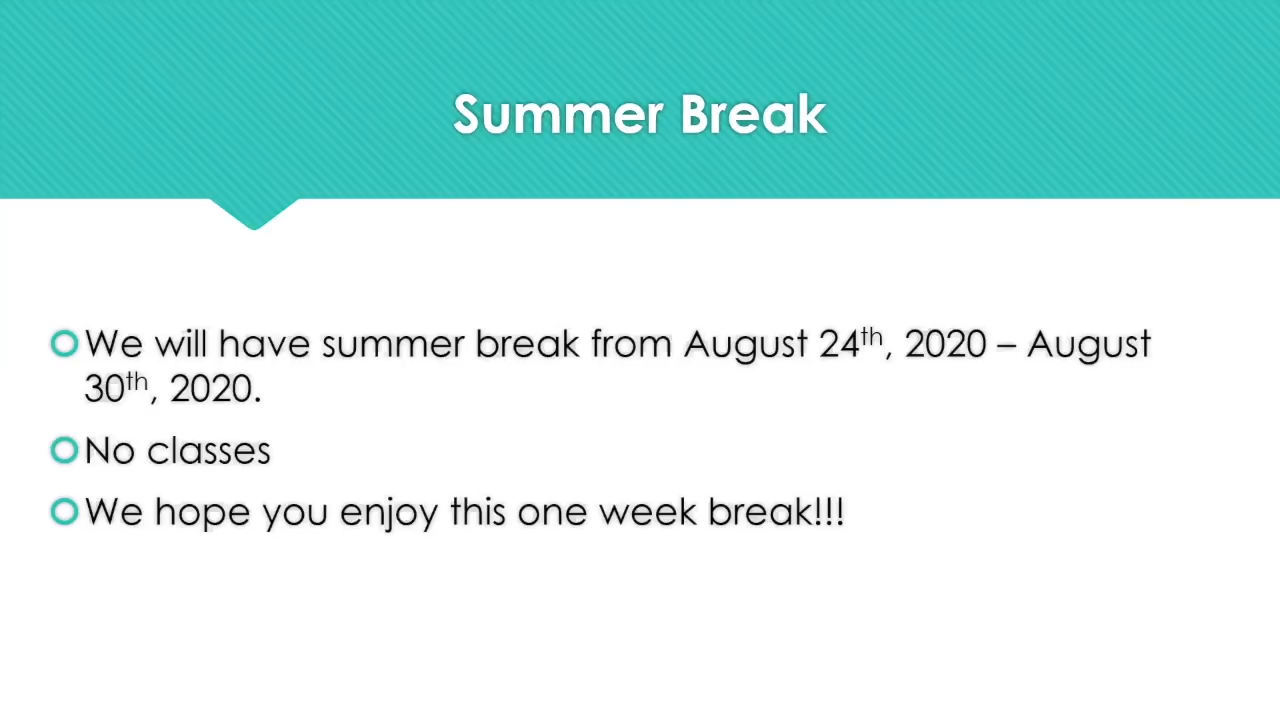 Summer Break
We will have summer break from August 24th, 2020 – August
30th, 2020.
No classes
We hope you enjoy this one week break!!!